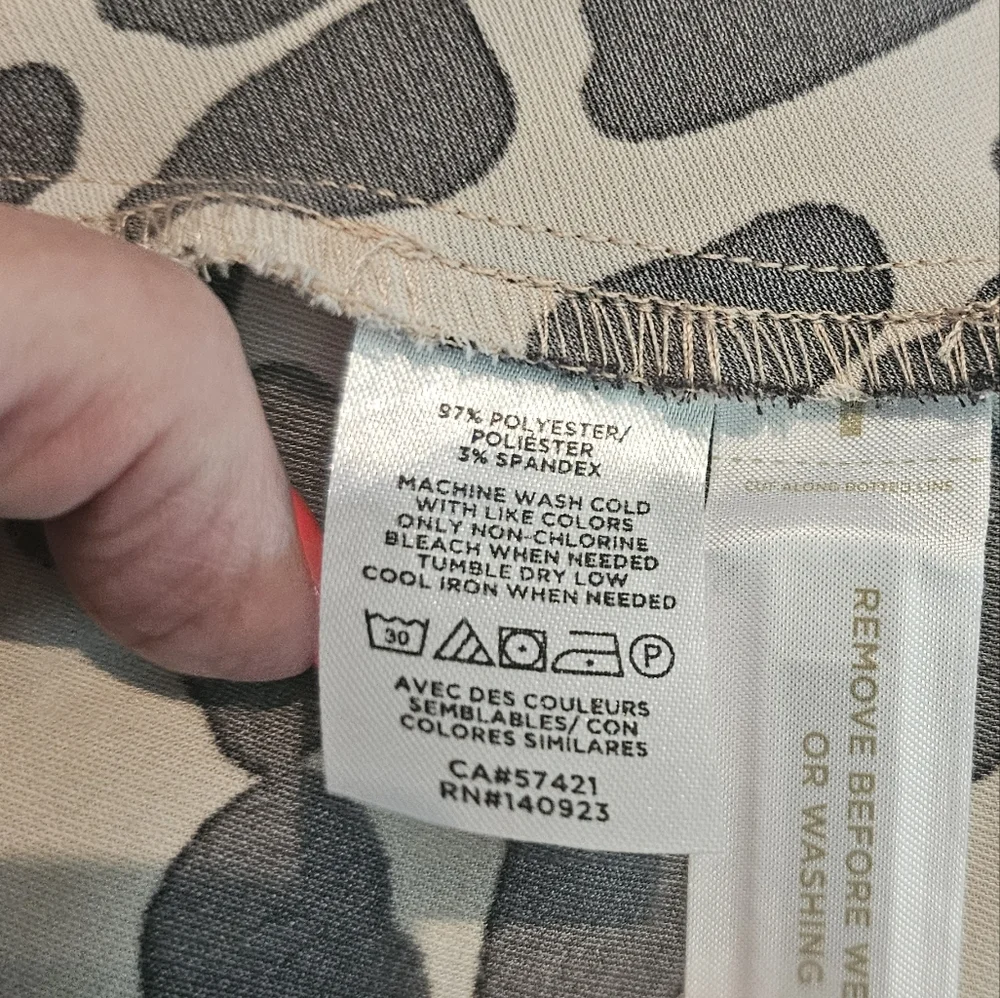 97% POLYESTER/
POLIÉSTER
3% SPANDEX
MACHINE WASH COLD
WITH LIKE COLORS
ONLY NON-CHLORINE
BLEACH WHEN NEEDED
TUMBLE DRY LOW
COOL IRON WHEN NEEDED
30 P
AVEC DES COULEURS
SEMBLABLES/ CON
COLORES SIMILARES
CA#57421
RN#140923
CUT ALONG DOTTED LINE
REMOVE BEFORE WE
OR WASHING